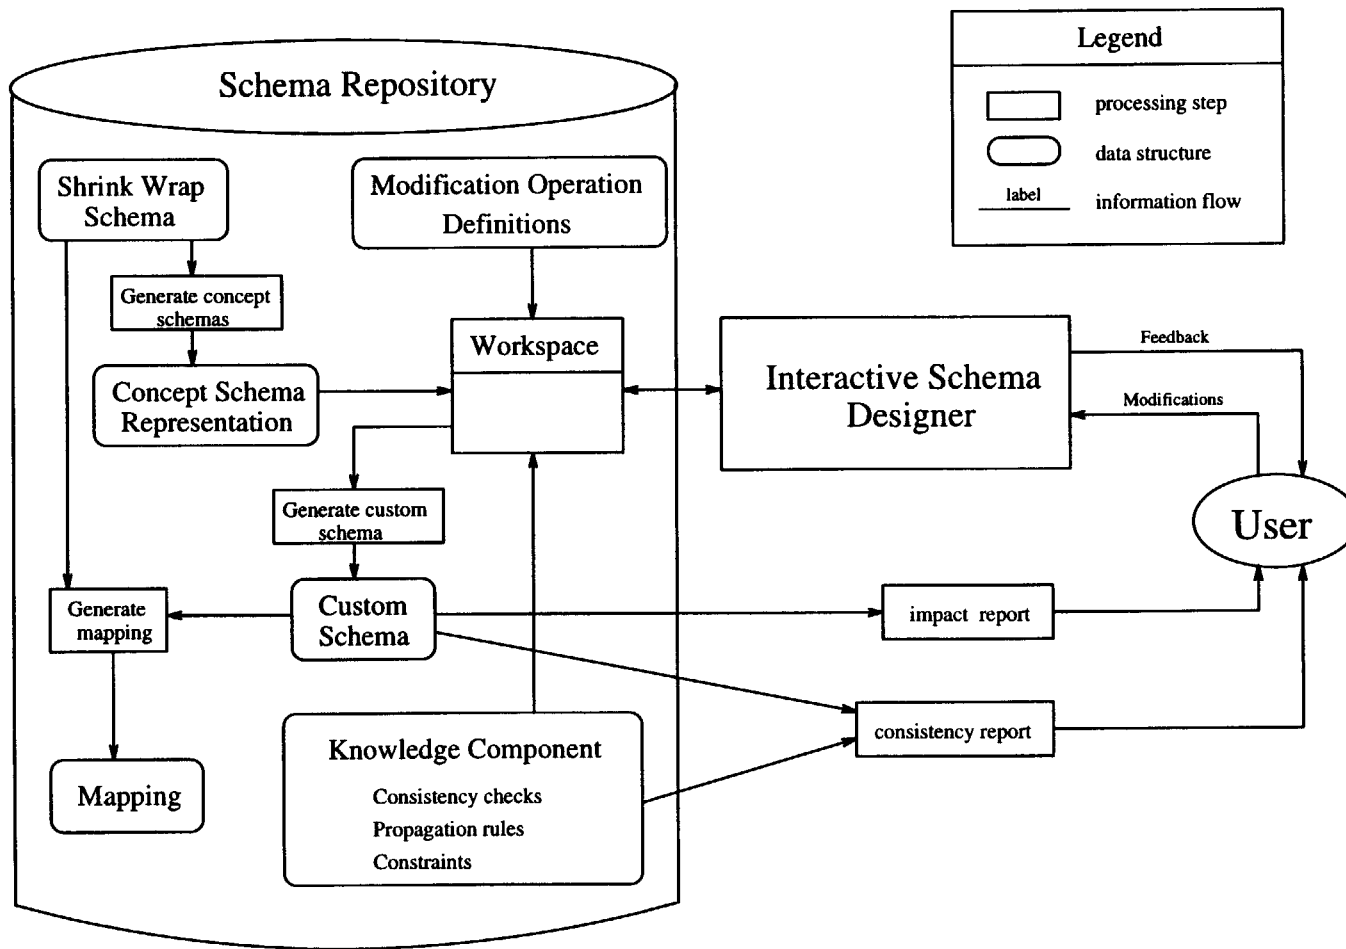 Schema Repository
Legend
processing step
data structure
label
information flow
Shrink Wrap
Schema
Modification Operation
Definitions
Generate concept
schemas
Workspace
Concept Schema
Representation
Interactive Schema
Designer
Feedback
Modifications
User
Generate custom
schema
Generate
mapping
Custom
Schema
impact report
consistency report
Mapping
Knowledge Component
Consistency checks
Propagation rules
Constraints